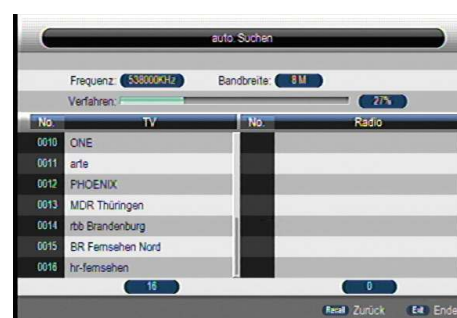 auto. Suchen
Frequenz: 538000KHz Bandbreite: 8 M
Verfahren: 27%
No. TV No. Radio
0010 ONE
0011 arte
0012 PHOENIX
0013 MDR Thüringen
0014 rbb Brandenburg
0015 BR Fernsehen Nord
0016 hr-fernsehen
16 0
Recall Zurück Exit Ende